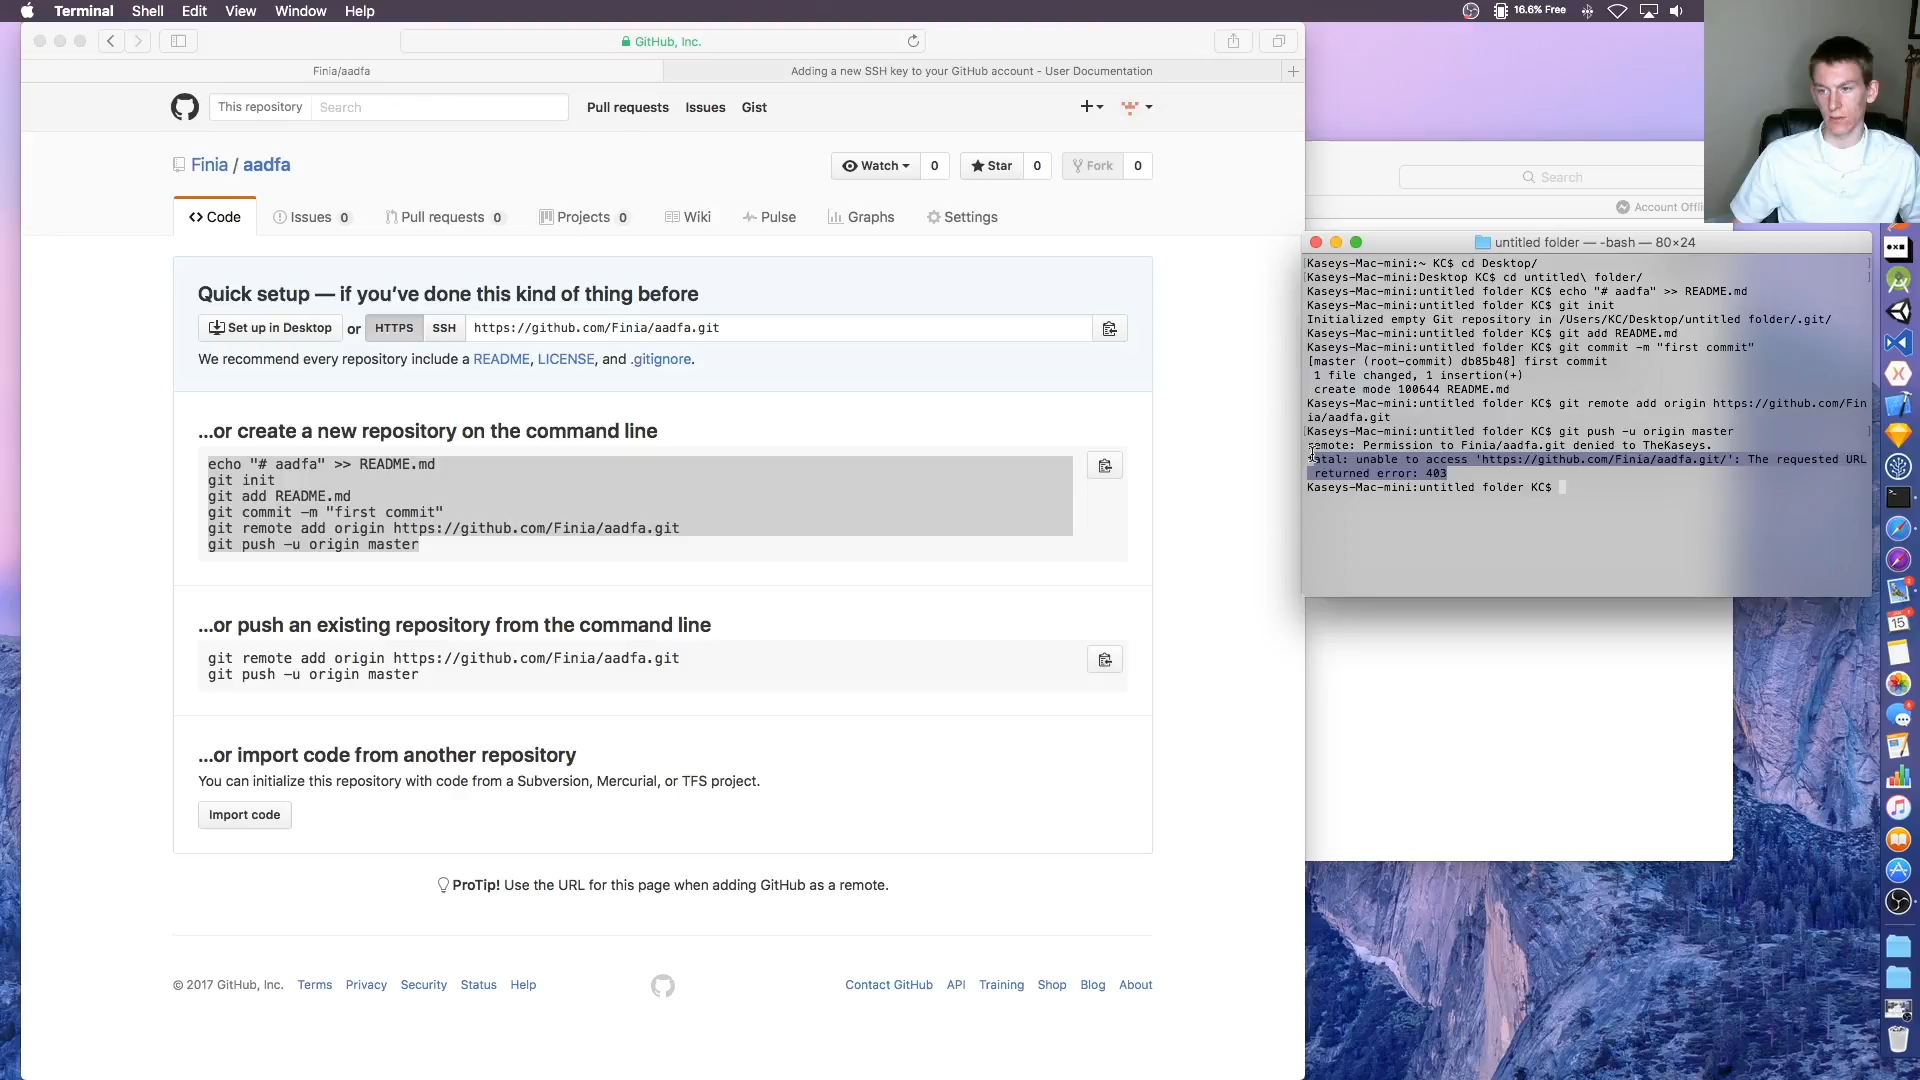 Terminal Shell Edit View Window Help
16.6% Free
GitHub, Inc.
Finia/aadfa
Adding a new SSH key to your GitHub account - User Documentation
This repository Search
Pull requests Issues Gist
Finia / aadfa
Watch 0
Star 0
Fork 0
Code
Issues 0
Pull requests 0
Projects 0
Wiki
Pulse
Graphs
Settings
Quick setup — if you’ve done this kind of thing before
Set up in Desktop or HTTPS SSH https://github.com/Finia/aadfa.git
We recommend every repository include a README, LICENSE, and .gitignore.
…or create a new repository on the command line
echo "# aadfa" >> README.md
git init
git add README.md
git commit -m "first commit"
git remote add origin https://github.com/Finia/aadfa.git
git push -u origin master
…or push an existing repository from the command line
git remote add origin https://github.com/Finia/aadfa.git
git push -u origin master
…or import code from another repository
You can initialize this repository with code from a Subversion, Mercurial, or TFS project.
Import code
ProTip! Use the URL for this page when adding GitHub as a remote.
© 2017 GitHub, Inc. Terms Privacy Security Status Help
Contact GitHub API Training Shop Blog About
Search
Account
untitled folder — -bash — 80×24
Kaseys-Mac-mini:~ KC$ cd Desktop/
Kaseys-Mac-mini:Desktop KC$ cd untitled\ folder/
Kaseys-Mac-mini:untitled folder KC$ echo "# aadfa" >> README.md
Kaseys-Mac-mini:untitled folder KC$ git init
Initialized empty Git repository in /Users/KC/Desktop/untitled folder/.git/
Kaseys-Mac-mini:untitled folder KC$ git add README.md
Kaseys-Mac-mini:untitled folder KC$ git commit -m "first commit"
[master (root-commit) db85b48] first commit
1 file changed, 1 insertion(+)
create mode 100644 README.md
Kaseys-Mac-mini:untitled folder KC$ git remote add origin https://github.com/Fin
ia/aadfa.git
Kaseys-Mac-mini:untitled folder KC$ git push -u origin master
remote: Permission to Finia/aadfa.git denied to TheKaseys.
fatal: unable to access 'https://github.com/Finia/aadfa.git/': The requested URL
returned error: 403
Kaseys-Mac-mini:untitled folder KC$
JAN
15